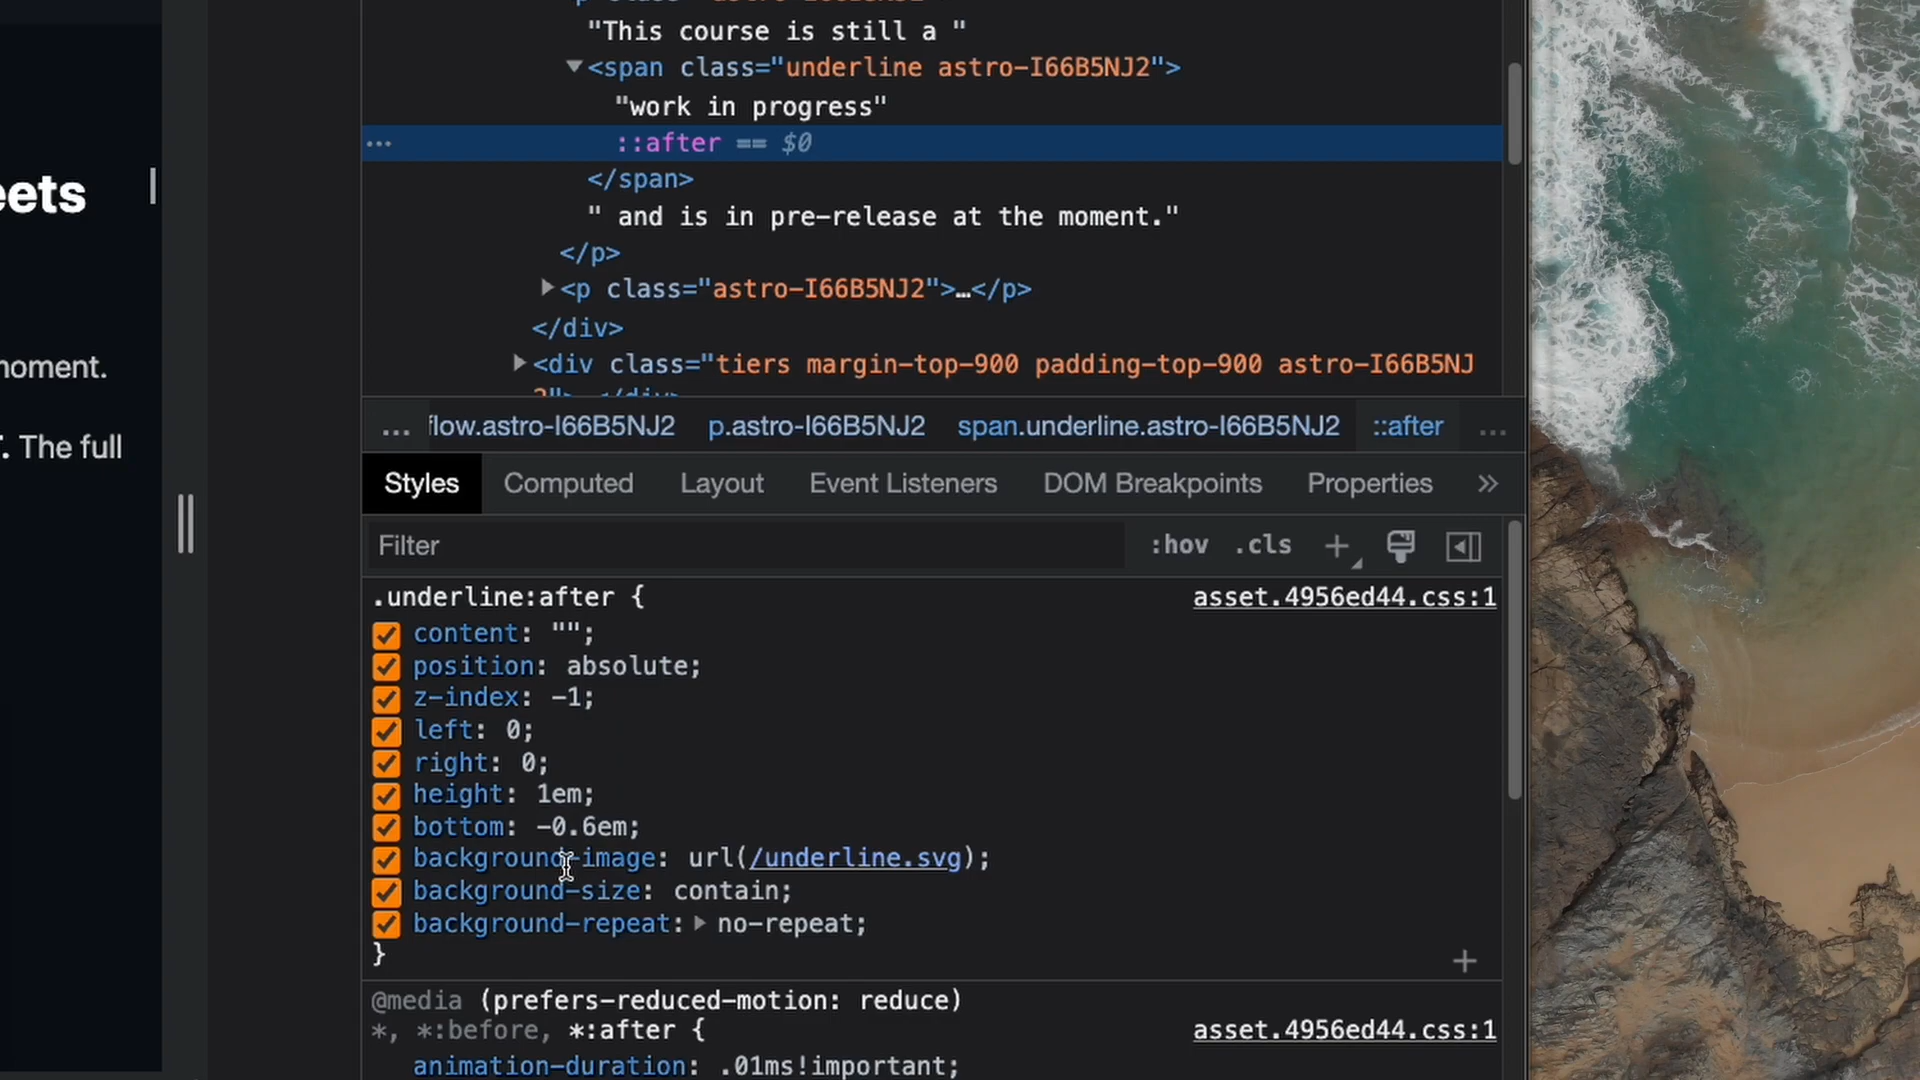 "This course is still a "
<span class="underline astro-I66B5NJ2">
"work in progress"
::after == $0
</span>
" and is in pre-release at the moment."
</p>
<p class="astro-I66B5NJ2">…</p>
</div>
<div class="tiers margin-top-900 padding-top-900 astro-I66B5NJ
eets
moment.
. The full
... flow.astro-I66B5NJ2 p.astro-I66B5NJ2 span.underline.astro-I66B5NJ2 ::after ...
Styles Computed Layout Event Listeners DOM Breakpoints Properties »
Filter :hov .cls +
.underline:after { asset.4956ed44.css:1
content: "";
position: absolute;
z-index: -1;
left: 0;
right: 0;
height: 1em;
bottom: -0.6em;
background-image: url(/underline.svg);
background-size: contain;
background-repeat: no-repeat;
}
@media (prefers-reduced-motion: reduce)
*, *:before, *:after { asset.4956ed44.css:1
animation-duration: .01ms!important;